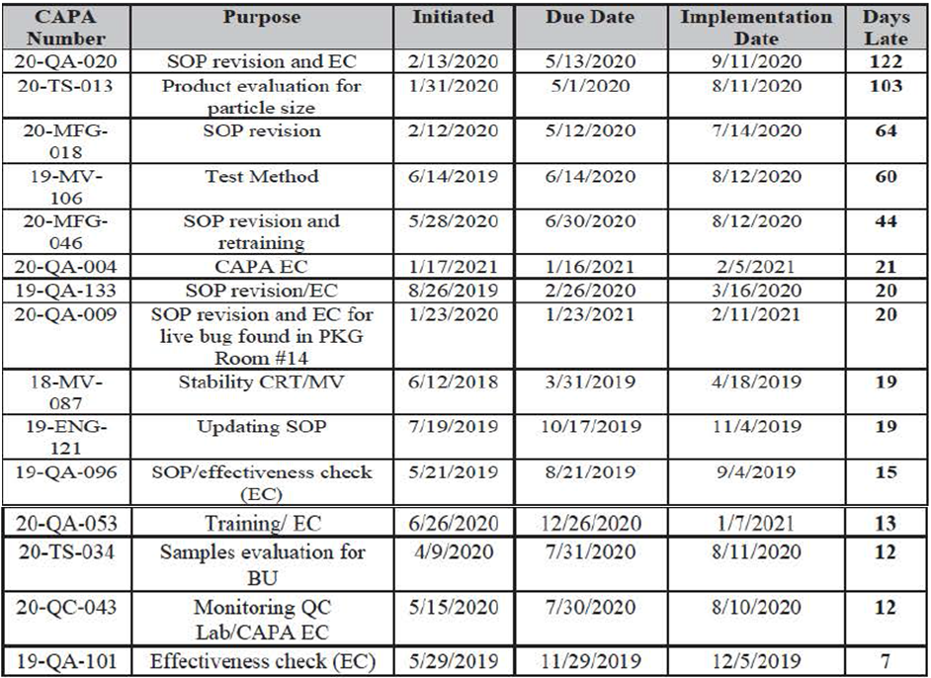 CAPA Number | Purpose | Initiated | Due Date | Implementation Date | Days Late
20-QA-020 | SOP revision and EC | 2/13/2020 | 5/13/2020 | 9/11/2020 | 122
20-TS-013 | Product evaluation for particle size | 1/31/2020 | 5/1/2020 | 8/11/2020 | 103
20-MFG-018 | SOP revision | 2/12/2020 | 5/12/2020 | 7/14/2020 | 64
19-MV-106 | Test Method | 6/14/2019 | 6/14/2020 | 8/12/2020 | 60
20-MFG-046 | SOP revision and retraining | 5/28/2020 | 6/30/2020 | 8/12/2020 | 44
20-QA-004 | CAPA EC | 1/17/2021 | 1/16/2021 | 2/5/2021 | 21
19-QA-133 | SOP revision/EC | 8/26/2019 | 2/26/2020 | 3/16/2020 | 20
20-QA-009 | SOP revision and EC for live bug found in PKG Room #14 | 1/23/2020 | 1/23/2021 | 2/11/2021 | 20
18-MV-087 | Stability CRT/MV | 6/12/2018 | 3/31/2019 | 4/18/2019 | 19
19-ENG-121 | Updating SOP | 7/19/2019 | 10/17/2019 | 11/4/2019 | 19
19-QA-096 | SOP/effectiveness check (EC) | 5/21/2019 | 8/21/2019 | 9/4/2019 | 15
20-QA-053 | Training/ EC | 6/26/2020 | 12/26/2020 | 1/7/2021 | 13
20-TS-034 | Samples evaluation for BU | 4/9/2020 | 7/31/2020 | 8/11/2020 | 12
20-QC-043 | Monitoring QC Lab/CAPA EC | 5/15/2020 | 7/30/2020 | 8/10/2020 | 12
19-QA-101 | Effectiveness check (EC) | 5/29/2019 | 11/29/2019 | 12/5/2019 | 7